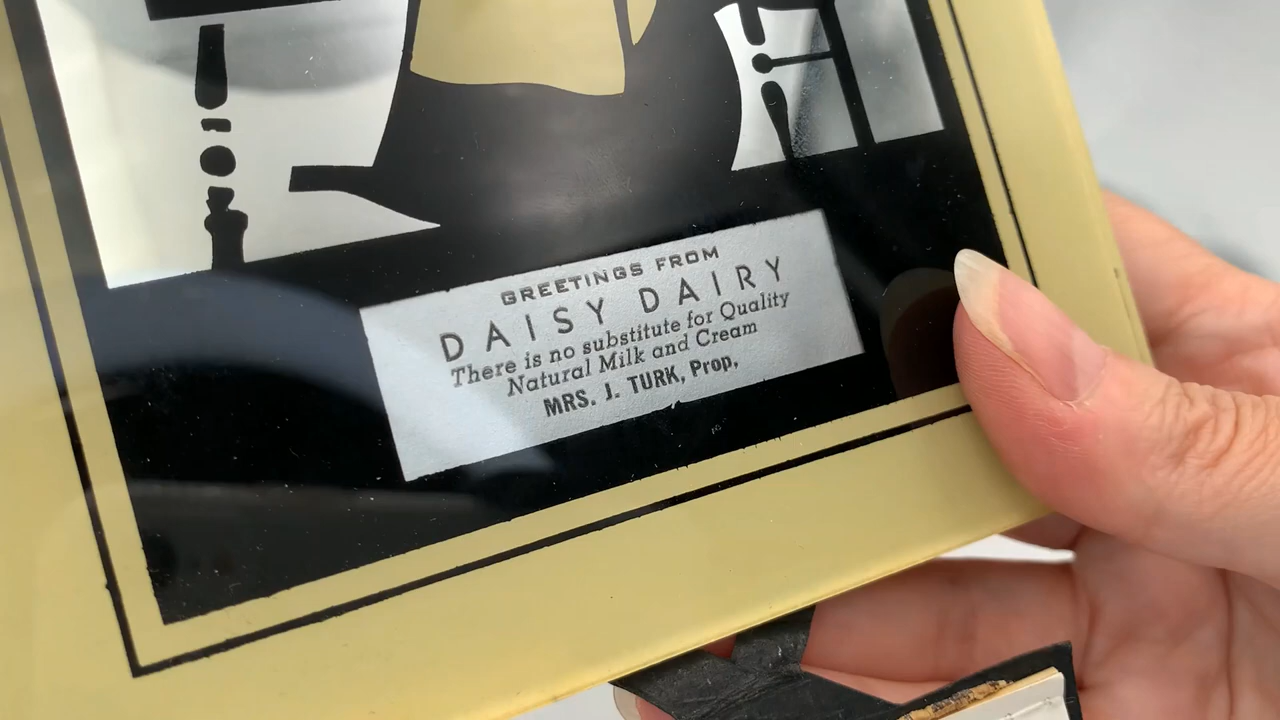 GREETINGS FROM
DAISY DAIRY
There is no substitute for Quality
Natural Milk and Cream
MRS. J. TURK, Prop.